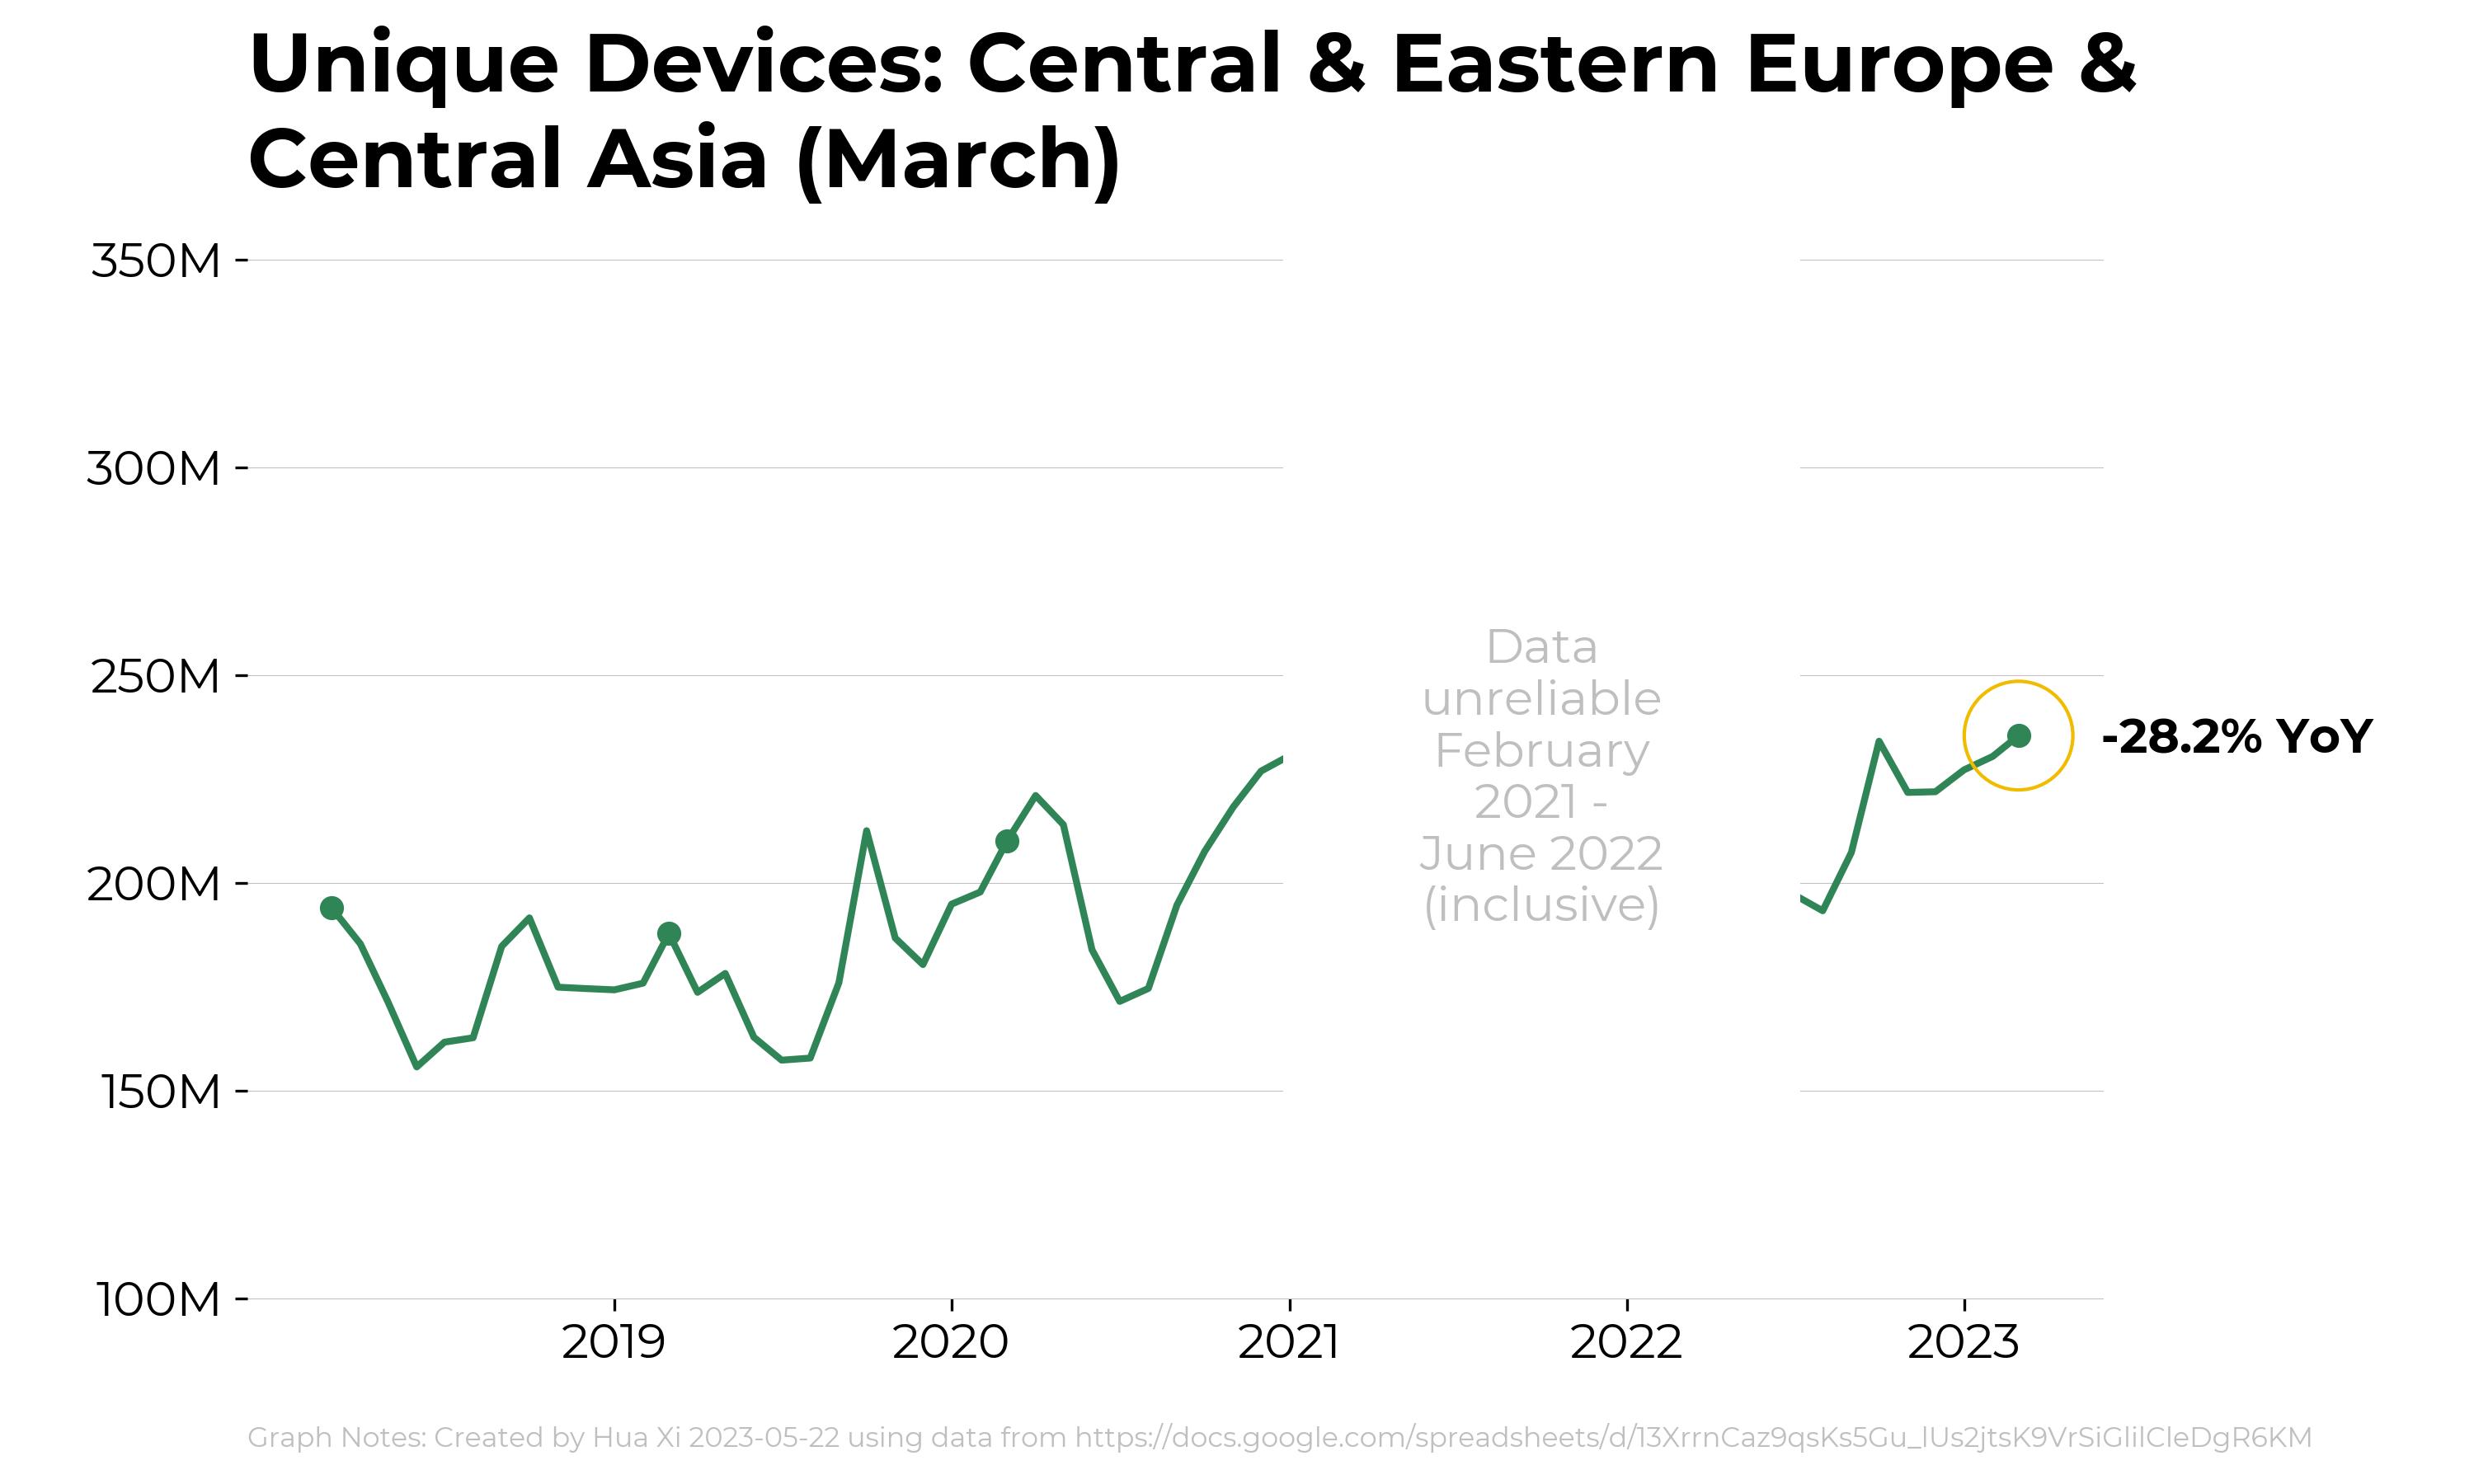 Unique Devices: Central & Eastern Europe &
Central Asia (March)
350M
300M
250M
200M
150M
100M
Data
unreliable
February
2021 -
June 2022
(inclusive)
-28.2% YoY
2019
2020
2021
2022
2023
Graph Notes: Created by Hua Xi 2023-05-22 using data from https://docs.google.com/spreadsheets/d/13XrrnCaz9qsKs5Gu_lUs2jtsK9VrSiGlilCleDgR6KM